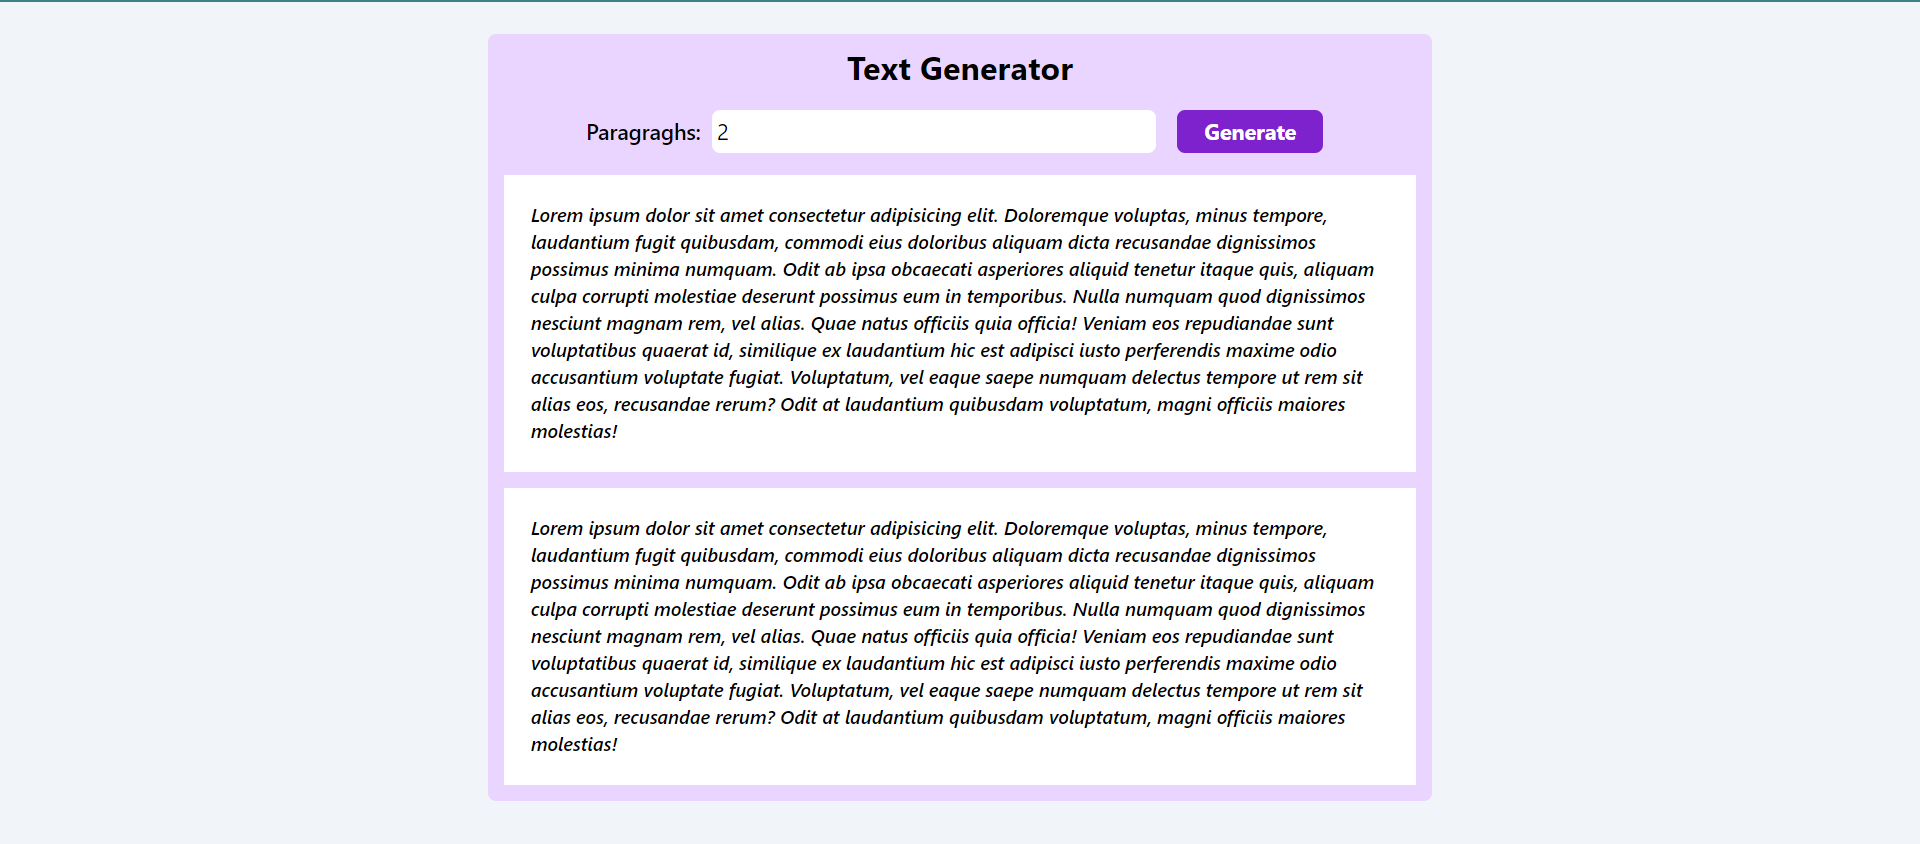 Text Generator
Paragraghs: 2 Generate
Lorem ipsum dolor sit amet consectetur adipisicing elit. Doloremque voluptas, minus tempore,
laudantium fugit quibusdam, commodi eius doloribus aliquam dicta recusandae dignissimos
possimus minima numquam. Odit ab ipsa obcaecati asperiores aliquid tenetur itaque quis, aliquam
culpa corrupti molestiae deserunt possimus eum in temporibus. Nulla numquam quod dignissimos
nesciunt magnam rem, vel alias. Quae natus officiis quia officia! Veniam eos repudiandae sunt
voluptatibus quaerat id, similique ex laudantium hic est adipisci iusto perferendis maxime odio
accusantium voluptate fugiat. Voluptatum, vel eaque saepe numquam delectus tempore ut rem sit
alias eos, recusandae rerum? Odit at laudantium quibusdam voluptatum, magni officiis maiores
molestias!
Lorem ipsum dolor sit amet consectetur adipisicing elit. Doloremque voluptas, minus tempore,
laudantium fugit quibusdam, commodi eius doloribus aliquam dicta recusandae dignissimos
possimus minima numquam. Odit ab ipsa obcaecati asperiores aliquid tenetur itaque quis, aliquam
culpa corrupti molestiae deserunt possimus eum in temporibus. Nulla numquam quod dignissimos
nesciunt magnam rem, vel alias. Quae natus officiis quia officia! Veniam eos repudiandae sunt
voluptatibus quaerat id, similique ex laudantium hic est adipisci iusto perferendis maxime odio
accusantium voluptate fugiat. Voluptatum, vel eaque saepe numquam delectus tempore ut rem sit
alias eos, recusandae rerum? Odit at laudantium quibusdam voluptatum, magni officiis maiores
molestias!